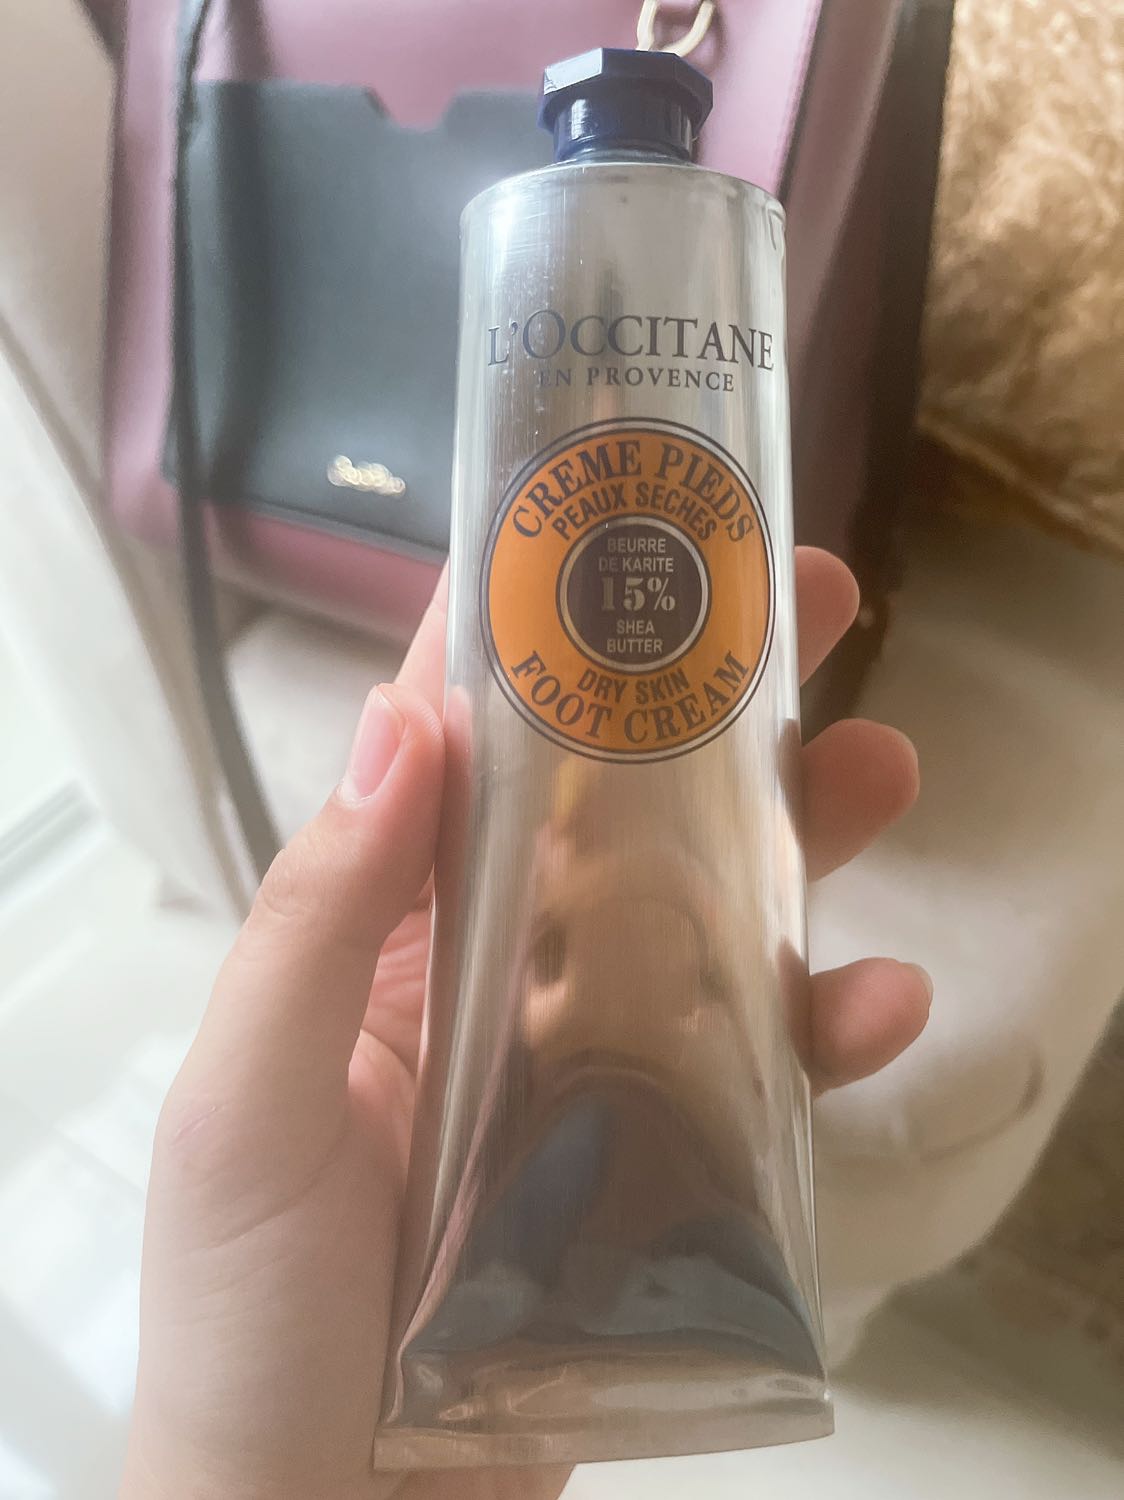 L'OCCITANE
EN PROVENCE
CREME PIEDS
PEAUX SECHES
BEURRE
DE KARITE
15%
SHEA
BUTTER
DRY SKIN
FOOT CREAM